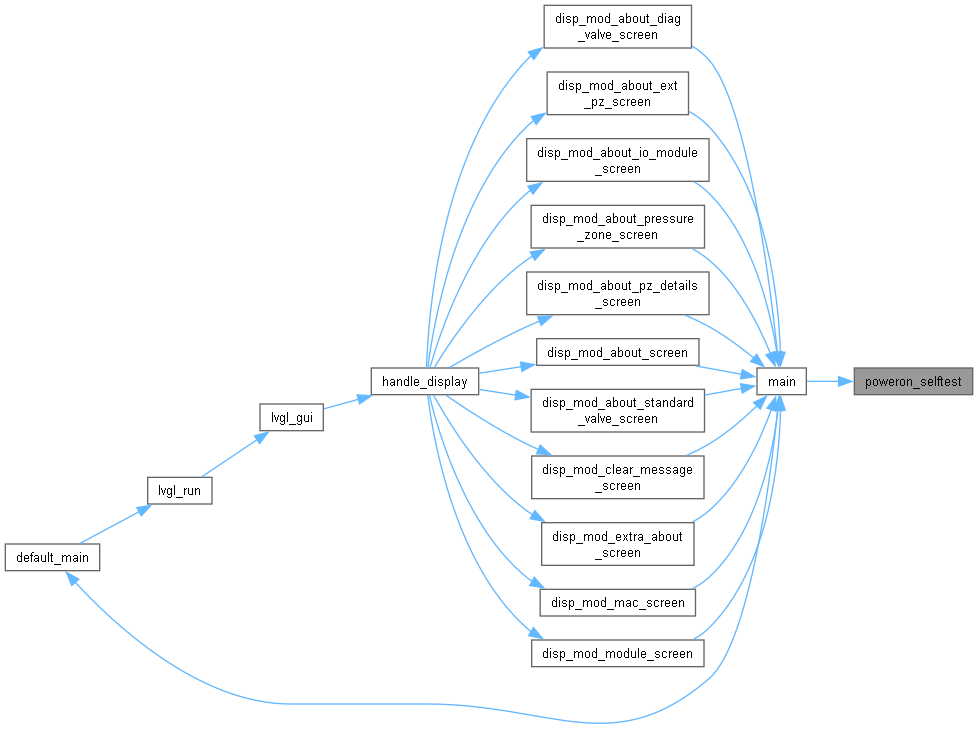 disp_mod_about_diag
_valve_screen
disp_mod_about_ext
_pz_screen
disp_mod_about_io_module
_screen
disp_mod_about_pressure
_zone_screen
disp_mod_about_pz_details
_screen
disp_mod_about_screen
handle_display
main
poweron_selftest
disp_mod_about_standard
_valve_screen
lvgl_gui
disp_mod_clear_message
_screen
lvgl_run
disp_mod_extra_about
_screen
default_main
disp_mod_mac_screen
disp_mod_module_screen